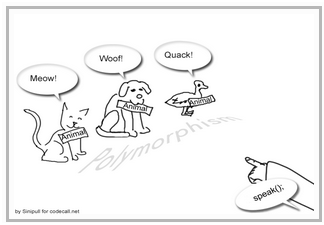 Quack!
Woof!
Meow!
Animal
Animal
Animal
Polymorphism
speak();
by Sinipull for codecall.net